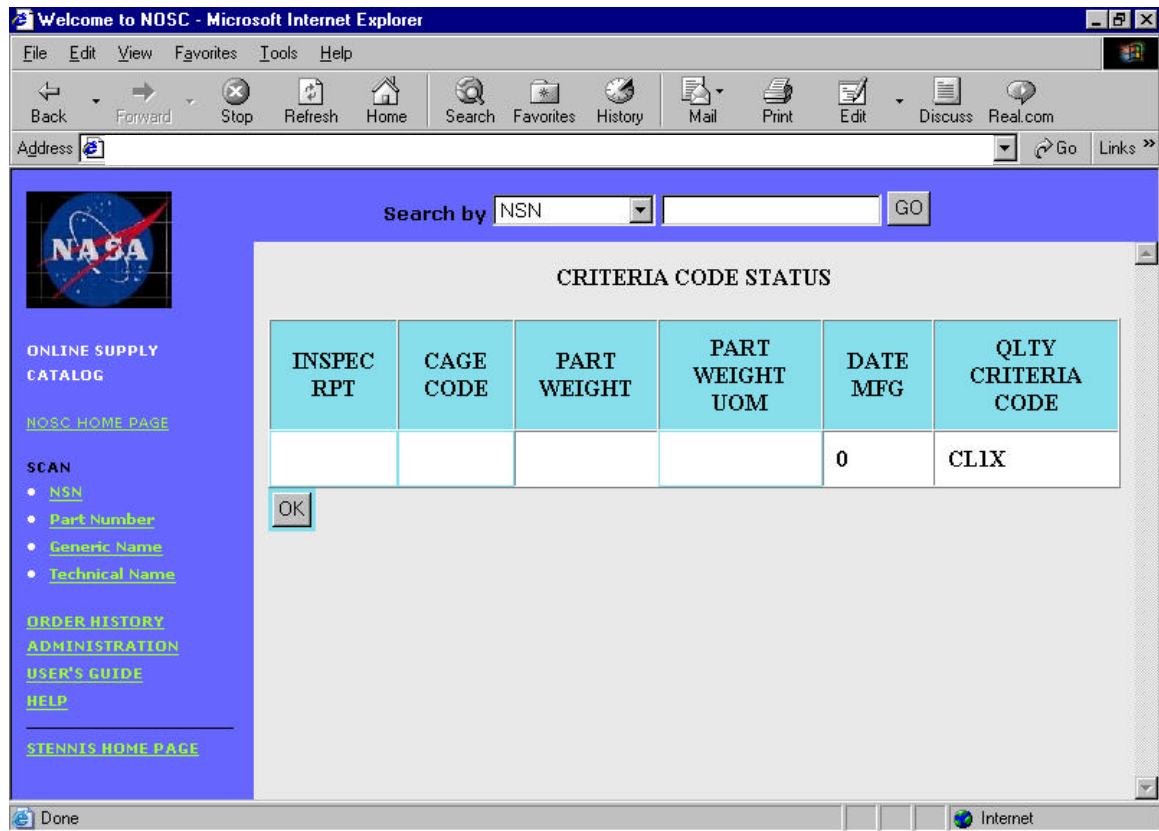 Welcome to NOSC - Microsoft Internet Explorer
File Edit View Favorites Tools Help
Back Forward Stop Refresh Home Search Favorites History Mail Print Edit Discuss Real.com
Address Go Links »
NASA
Search by NSN GO
ONLINE SUPPLY
CATALOG
NOSC HOME PAGE
SCAN
• NSN
• Part Number
• Generic Name
• Technical Name
ORDER HISTORY
ADMINISTRATION
USER'S GUIDE
HELP
STENNIS HOME PAGE
CRITERIA CODE STATUS
INSPEC RPT CAGE CODE PART WEIGHT PART WEIGHT UOM DATE MFG QLTY CRITERIA CODE
0 CL1X
OK
Done Internet